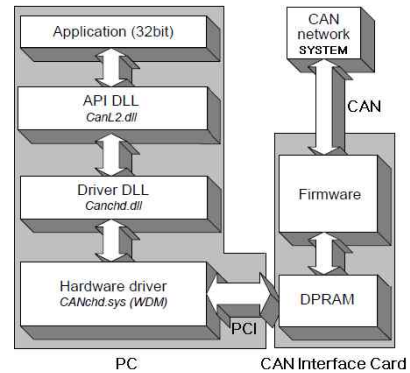 Application (32bit)
API DLL
CanL2.dll
Driver DLL
Canchd.dll
Hardware driver
CANchd.sys (WDM)
PC
PCI
CAN
network
SYSTEM
CAN
Firmware
DPRAM
CAN Interface Card